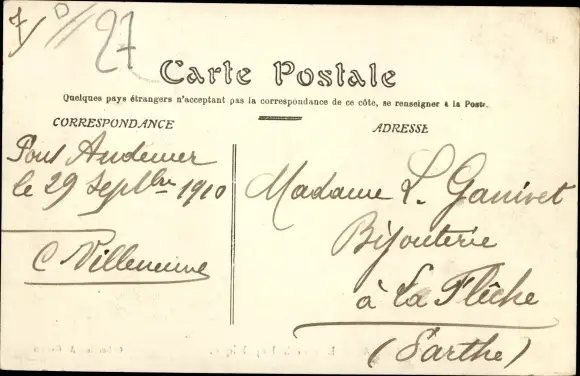 7
D/
27
Carte Postale
Quelques pays étrangers n'acceptant pas la correspondance de ce côté, se renseigner à la Poste.
CORRESPONDANCE
ADRESSE
Pont Audemer
le 29 Septbre 1910
C Villeneuve
Madame L. Ganivet
Bijouterie
à La Flèche
(Sarthe)